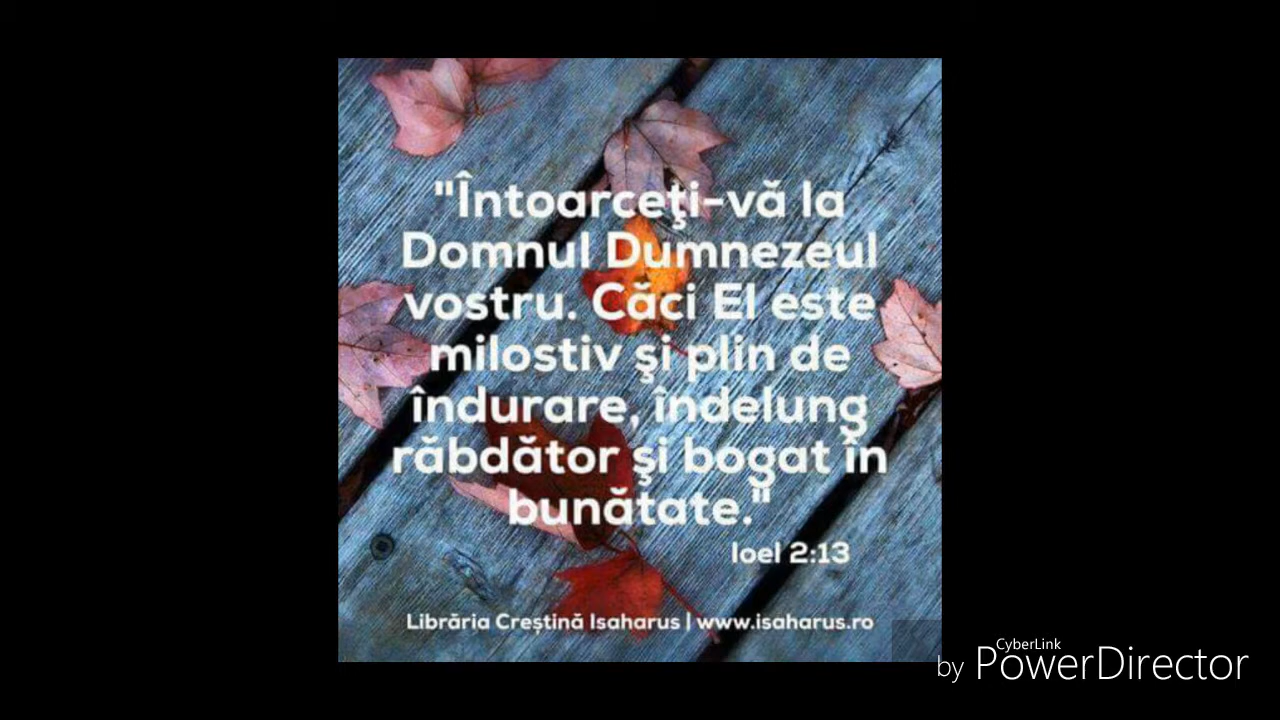 "Întoarceţi-vă la
Domnul Dumnezeul
vostru. Căci El este
milostiv şi plin de
îndurare, îndelung
răbdător şi bogat în
bunătate."
Ioel 2:13
Librăria Creștină Isaharus | www.isaharus.ro
CyberLink
by PowerDirector